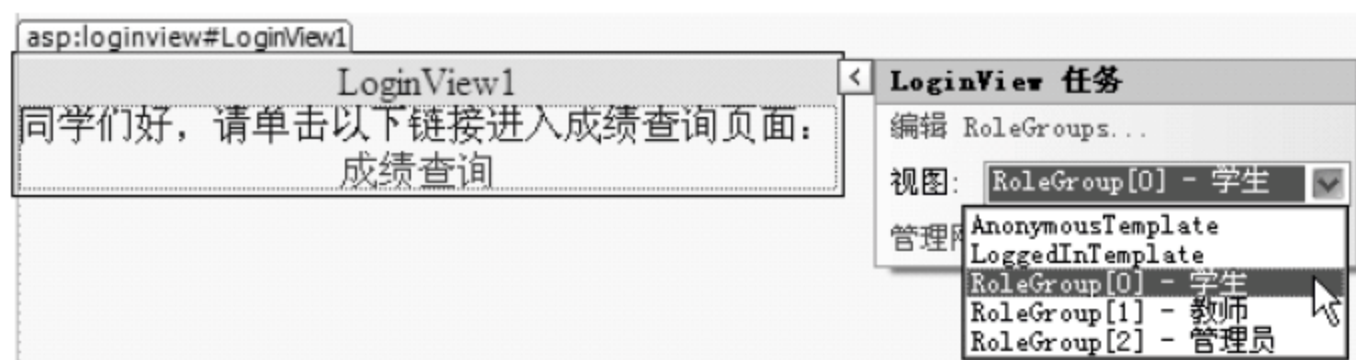 asp:loginview#LoginView1
LoginView1
同学们好，请单击以下链接进入成绩查询页面：
成绩查询
LoginView 任务
编辑 RoleGroups...
视图： RoleGroup[0] - 学生
管理
AnonymousTemplate
LoggedInTemplate
RoleGroup[0] - 学生
RoleGroup[1] - 教师
RoleGroup[2] - 管理员